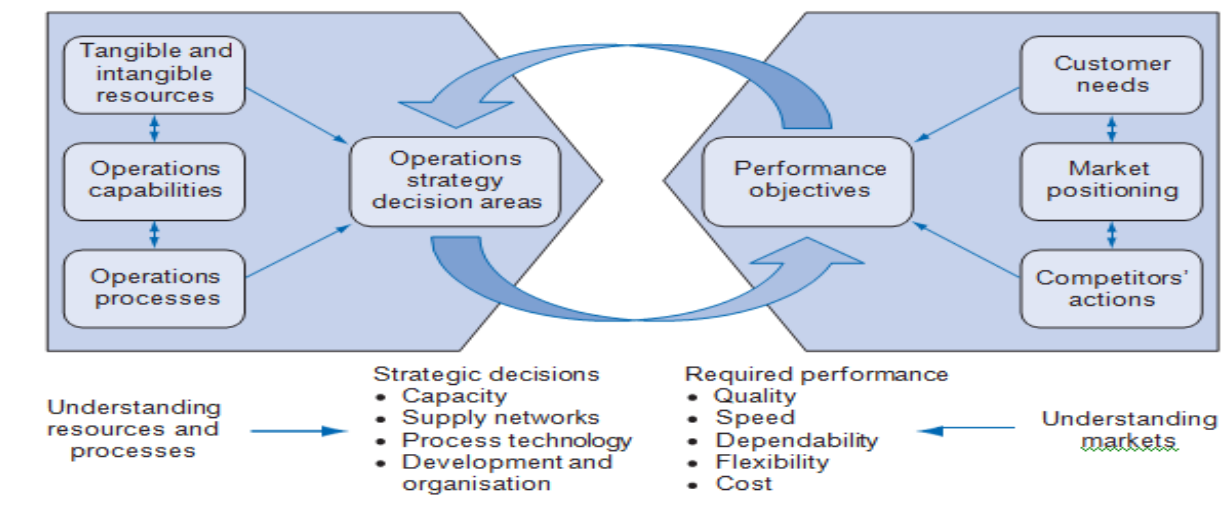 Tangible and
intangible
resources
Operations
capabilities
Operations
processes
Operations
strategy
decision areas
Performance
objectives
Customer
needs
Market
positioning
Competitors'
actions
Understanding
resources and
processes
Strategic decisions
• Capacity
• Supply networks
• Process technology
• Development and
organisation
Required performance
• Quality
• Speed
• Dependability
• Flexibility
• Cost
Understanding
markets